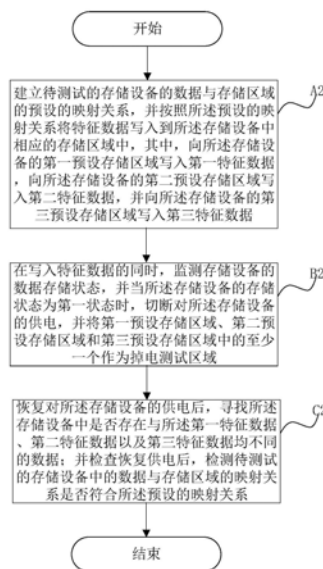 开始
建立待测试的存储设备的数据与存储区域
的预设的映射关系，并按照所述预设的映
射关系将特征数据写入到所述存储设备中
相应的存储区域中，其中，向所述存储设
备的第一预设存储区域写入第一特征数据
，向所述存储设备的第二预设存储区域写
入第二特征数据，并向所述存储设备的第
三预设存储区域写入第三特征数据
A2
在写入特征数据的同时，监测存储设备的
数据存储状态，并当所述存储设备的存储
状态为第一状态时，切断对所述存储设备
的供电，并将第一预设存储区域、第二预
设存储区域和第三预设存储区域中的至少
一个作为掉电测试区域
B2
恢复对所述存储设备的供电后，寻找所述
存储设备中是否存在与所述第一特征数据
、第二特征数据以及第三特征数据均不同
的数据；并检查恢复供电后，检测待测试
的存储设备中的数据与存储区域的映射关
系是否符合所述预设的映射关系
C2
结束